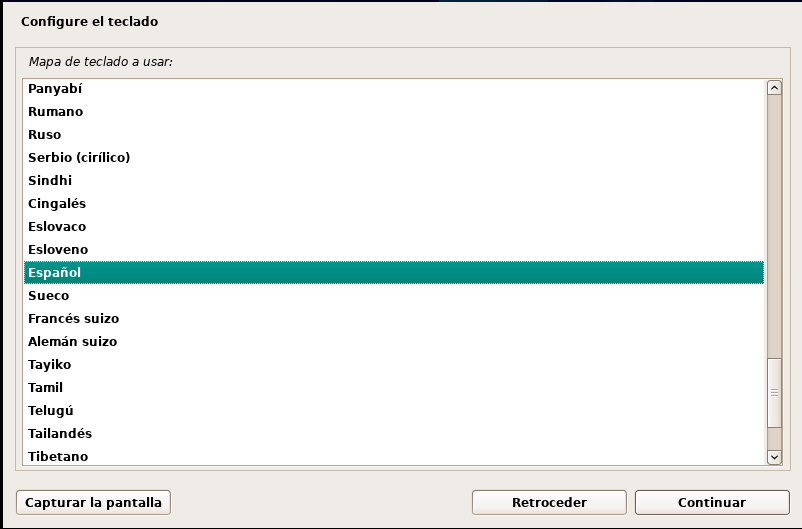 Configure el teclado
Mapa de teclado a usar:
Panyabí
Rumano
Ruso
Serbio (cirílico)
Sindhi
Cingalés
Eslovaco
Esloveno
Español
Sueco
Francés suizo
Alemán suizo
Tayiko
Tamil
Telugú
Tailandés
Tibetano
Capturar la pantalla
Retroceder
Continuar